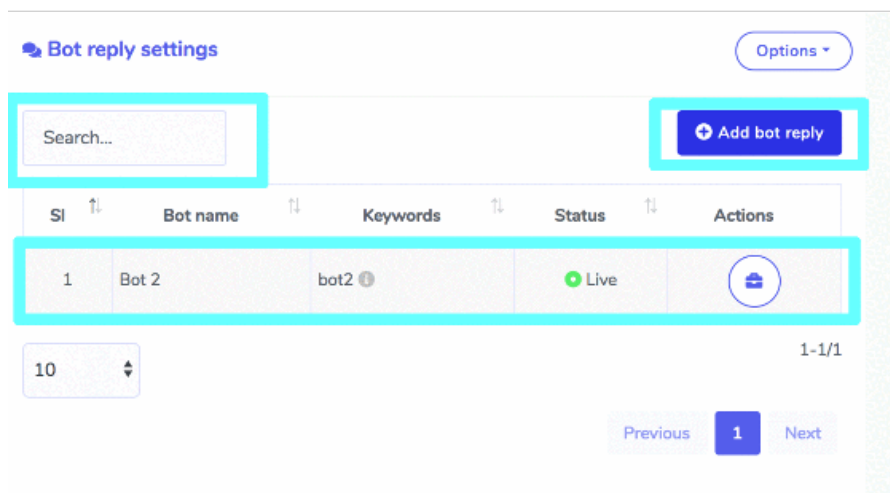 Bot reply settings
Options
Search...
Add bot reply
Sl Bot name Keywords Status Actions
1 Bot 2 bot2 Live
10
1-1/1
Previous 1 Next